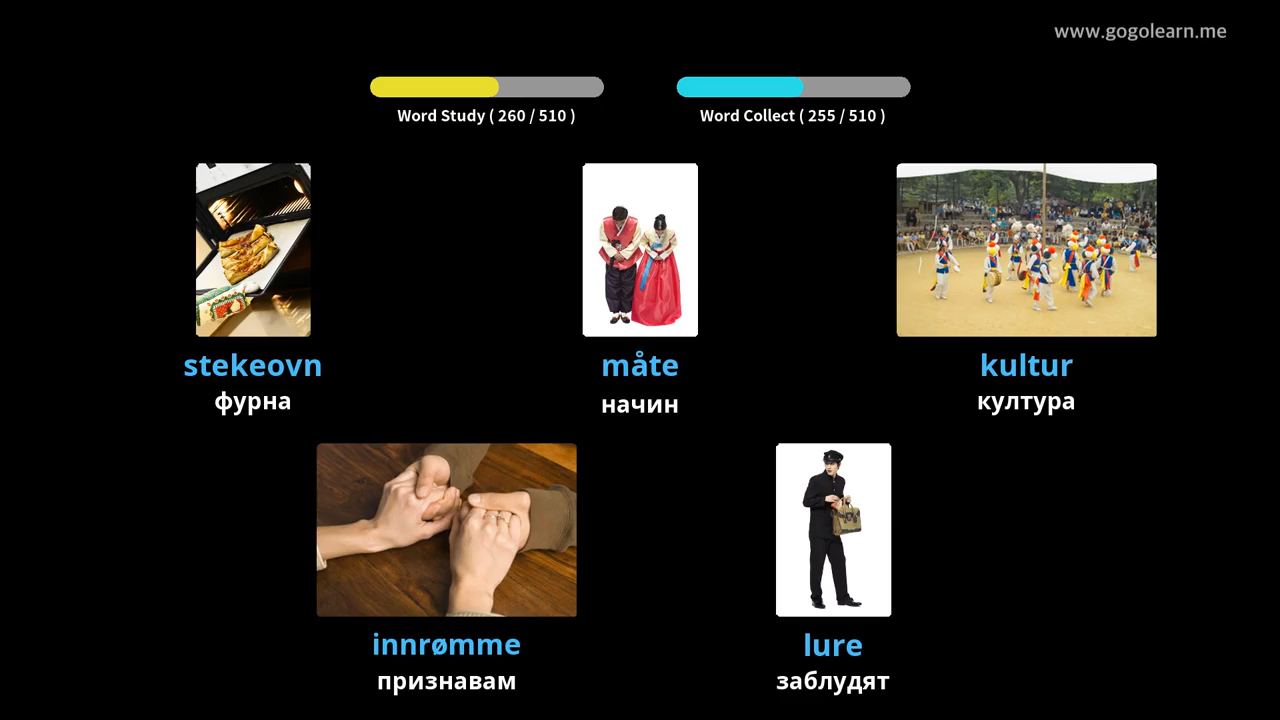 www.gogolearn.me
Word Study ( 260 / 510 )
Word Collect ( 255 / 510 )
stekeovn
фурна
måte
начин
kultur
култура
innrømme
признавам
lure
заблудят